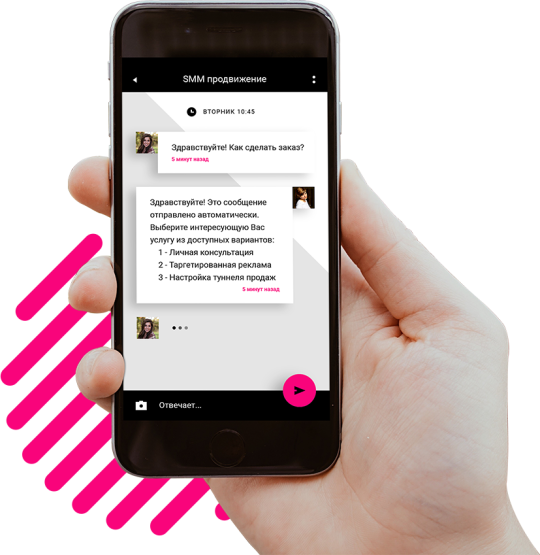 SMM продвижение
ВТОРНИК 10:45
Здравствуйте! Как сделать заказ?
5 минут назад
Здравствуйте! Это сообщение
отправлено автоматически.
Выберите интересующую Вас
услугу из доступных вариантов:
1 - Личная консультация
2 - Таргетированная реклама
3 - Настройка туннеля продаж
5 минут назад
Отвечает...